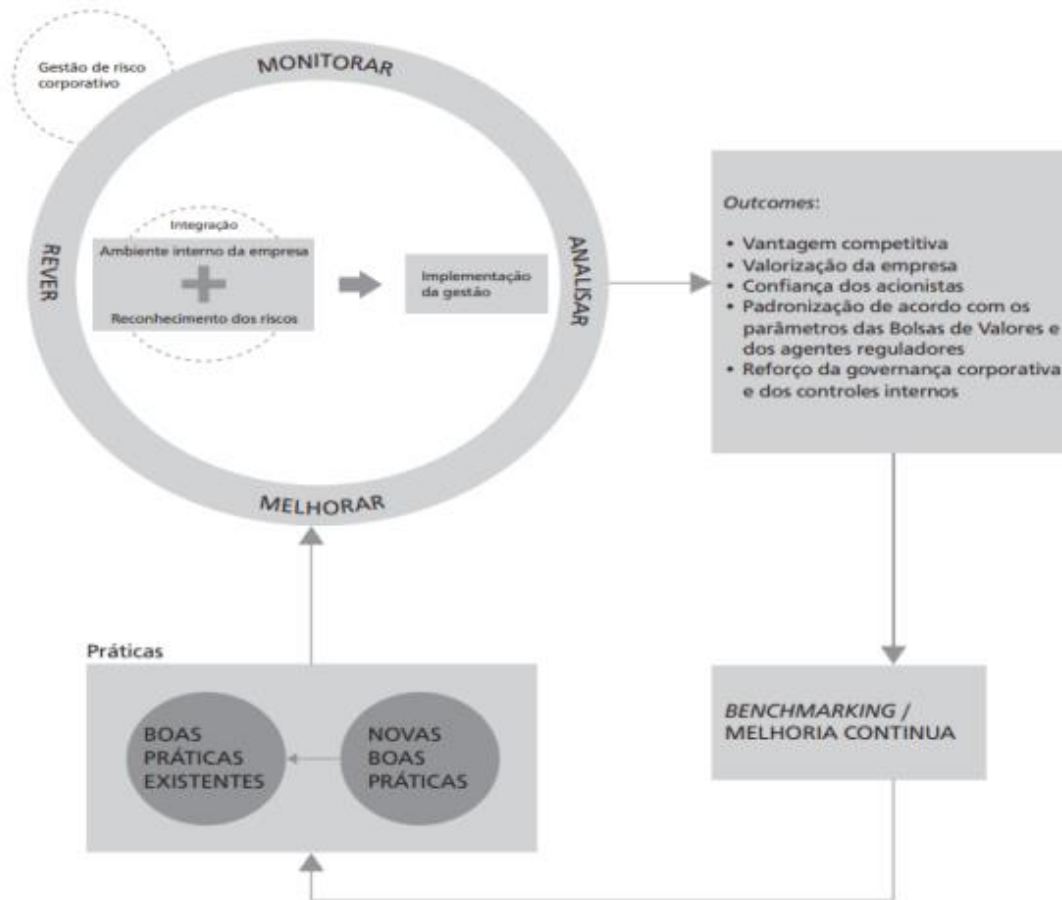 Gestão de risco
corporativo
MONITORAR
REVER
ANALISAR
MELHORAR
Integração
Ambiente interno da empresa
Reconhecimento dos riscos
Implementação
da gestão
Outcomes:
• Vantagem competitiva
• Valorização da empresa
• Confiança dos acionistas
• Padronização de acordo com os
parâmetros das Bolsas de Valores e
dos agentes reguladores
• Reforço da governança corporativa
e dos controles internos
Práticas
BOAS
PRÁTICAS
EXISTENTES
NOVAS
BOAS
PRÁTICAS
BENCHMARKING /
MELHORIA CONTINUA